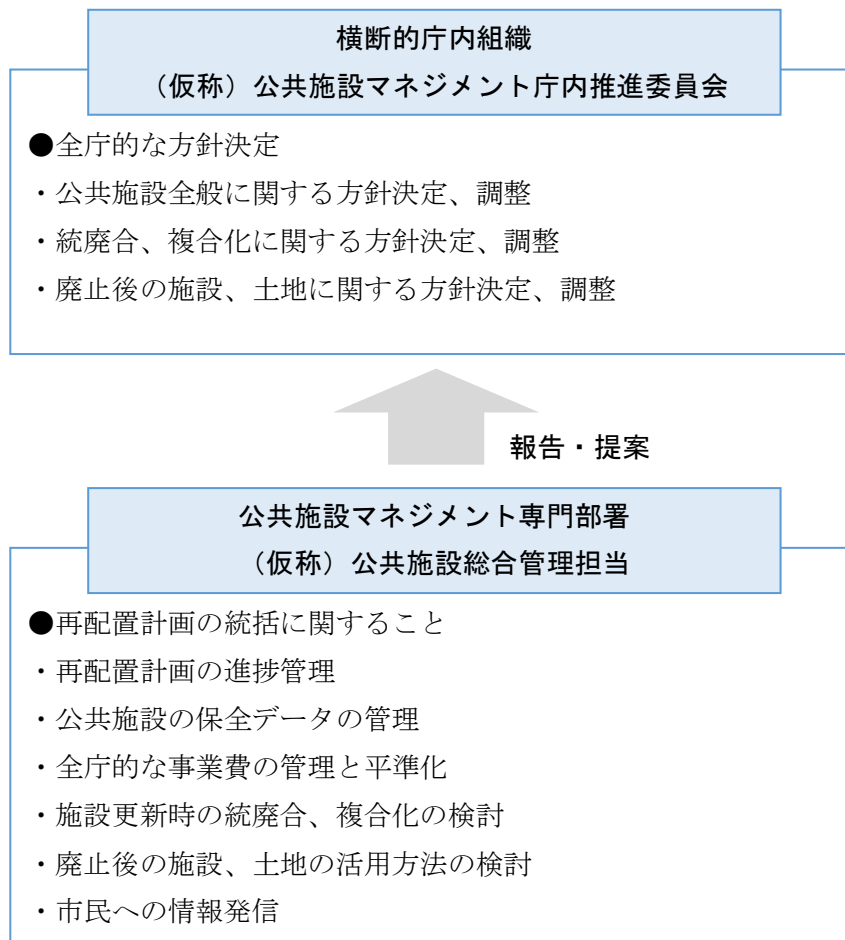 横断的庁内組織
（仮称）公共施設マネジメント庁内推進委員会
●全庁的な方針決定
・公共施設全般に関する方針決定、調整
・統廃合、複合化に関する方針決定、調整
・廃止後の施設、土地に関する方針決定、調整
報告・提案
公共施設マネジメント専門部署
（仮称）公共施設総合管理担当
●再配置計画の統括に関すること
・再配置計画の進捗管理
・公共施設の保全データの管理
・全庁的な事業費の管理と平準化
・施設更新時の統廃合、複合化の検討
・廃止後の施設、土地の活用方法の検討
・市民への情報発信